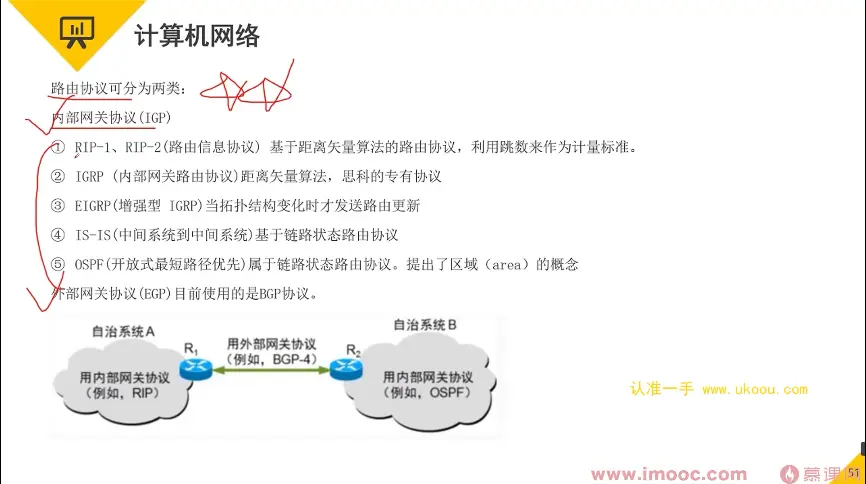 计算机网络
路由协议可分为两类：
内部网关协议(IGP)
① RIP-1、RIP-2(路由信息协议) 基于距离矢量算法的路由协议，利用跳数来作为计量标准。
② IGRP (内部网关路由协议)距离矢量算法，思科的专有协议
③ EIGRP(增强型 IGRP)当拓扑结构变化时才发送路由更新
④ IS-IS(中间系统到中间系统)基于链路状态路由协议
⑤ OSPF(开放式最短路径优先)属于链路状态路由协议。提出了区域（area）的概念
外部网关协议(EGP)目前使用的是BGP协议。
自治系统 A
自治系统 B
R1
用外部网关协议
（例如，BGP-4）
R2
用内部网关协议
（例如，RIP）
用内部网关协议
（例如，OSPF）
认准一手 www.ukoou.com
www.imooc.com
慕课
51